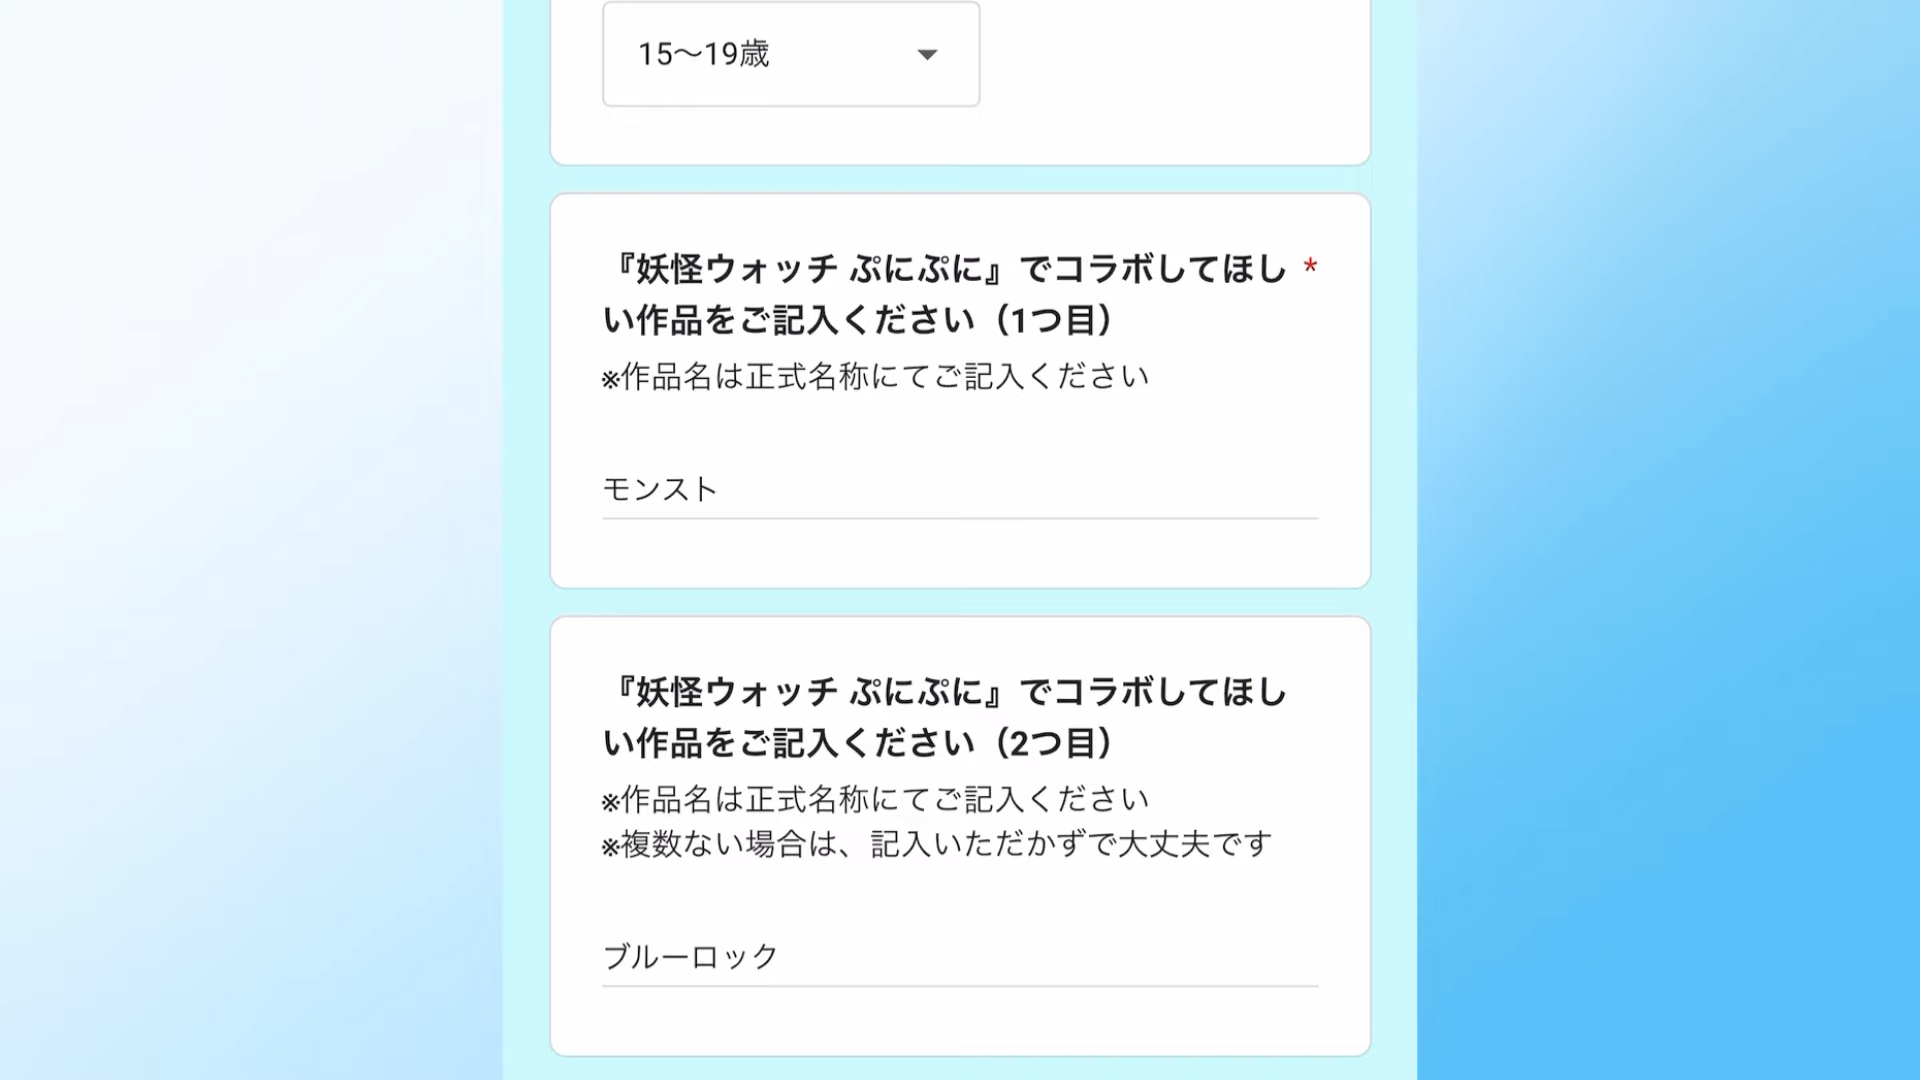 15〜19歳
『妖怪ウォッチ ぷにぷに』でコラボしてほし *
い作品をご記入ください（1つ目）
※作品名は正式名称にてご記入ください
モンスト
『妖怪ウォッチ ぷにぷに』でコラボしてほし
い作品をご記入ください（2つ目）
※作品名は正式名称にてご記入ください
※複数ない場合は、記入いただかずで大丈夫です
ブルーロック